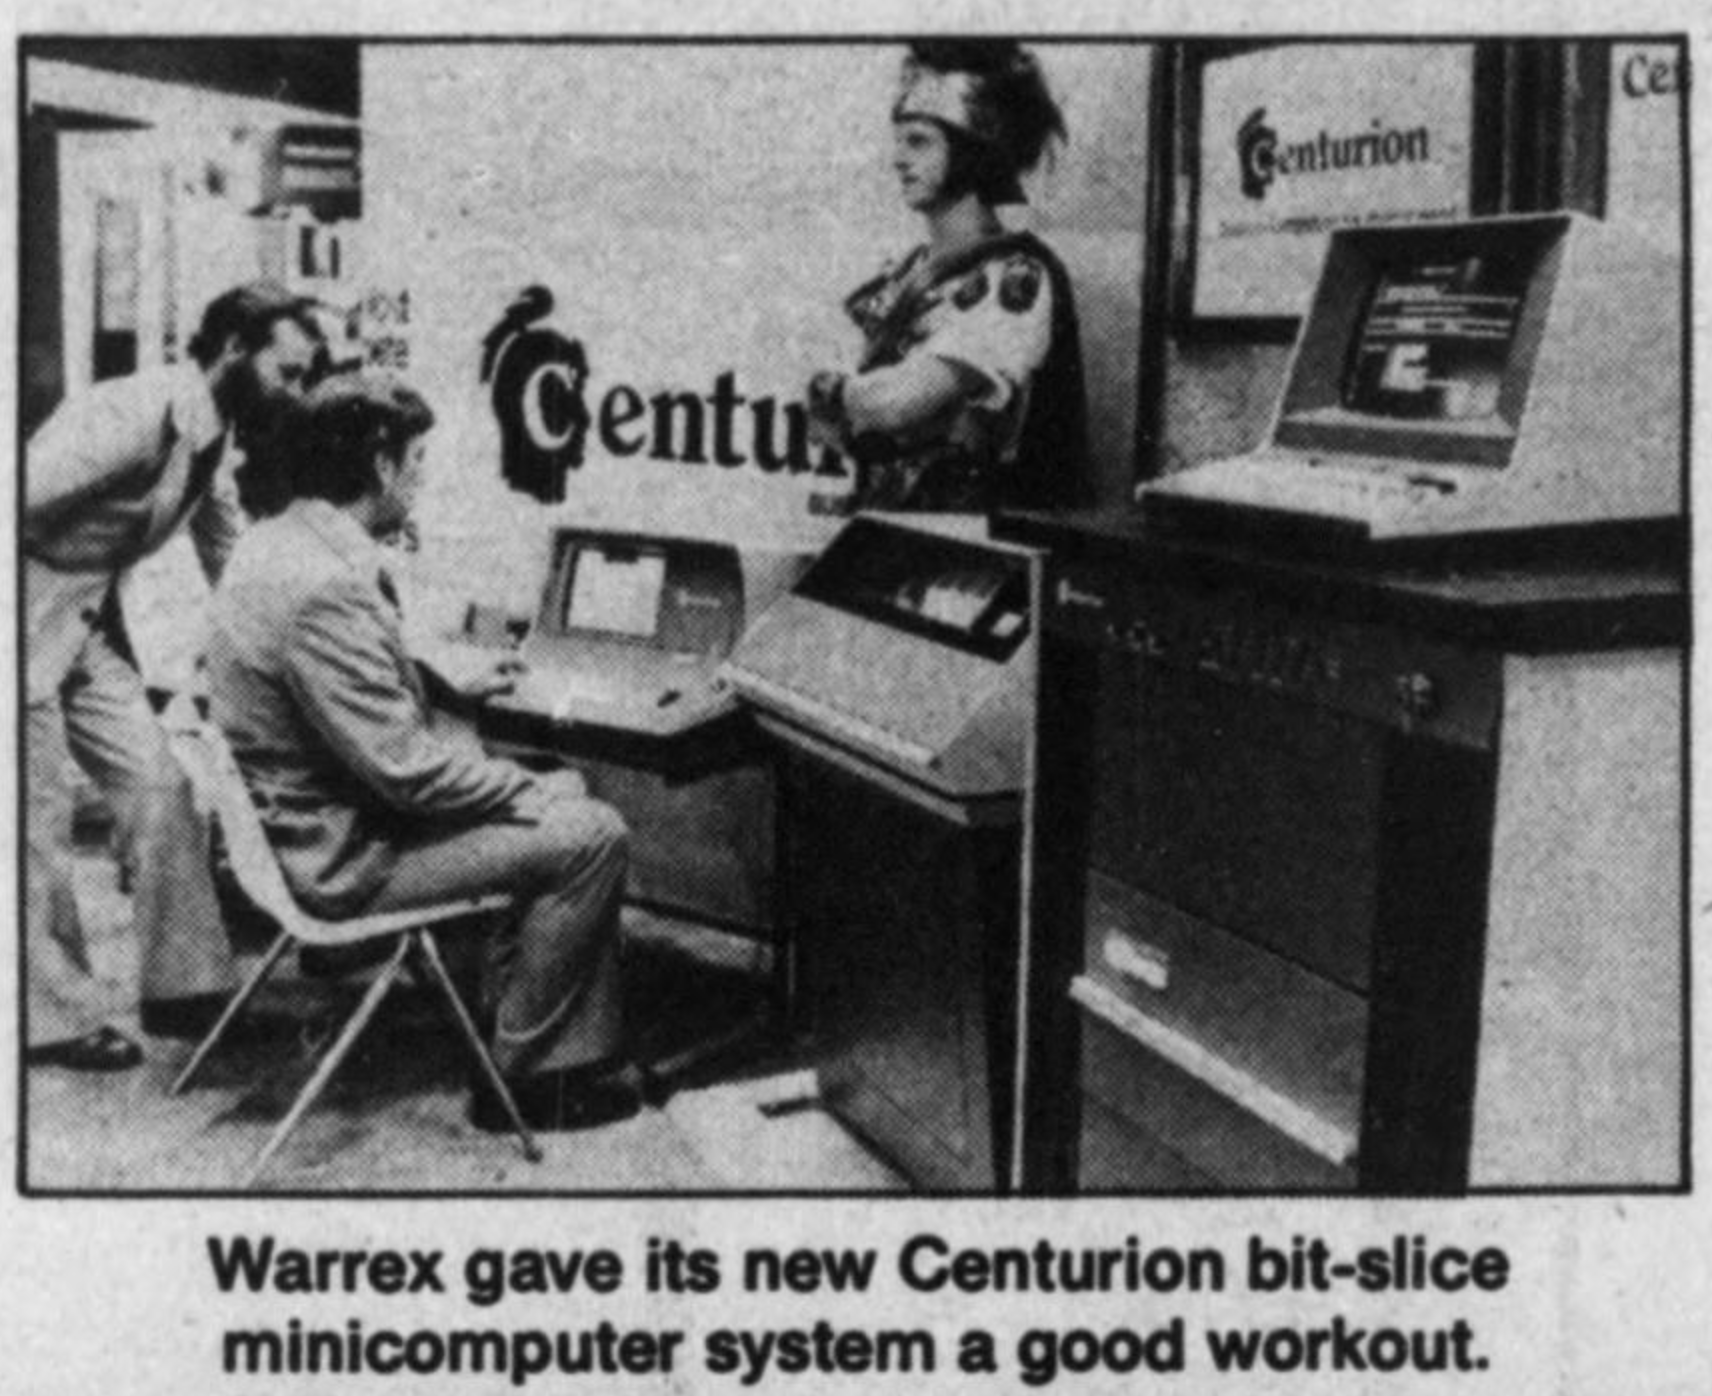 Ce
Centurion
Centu
Warrex gave its new Centurion bit-slice
minicomputer system a good workout.